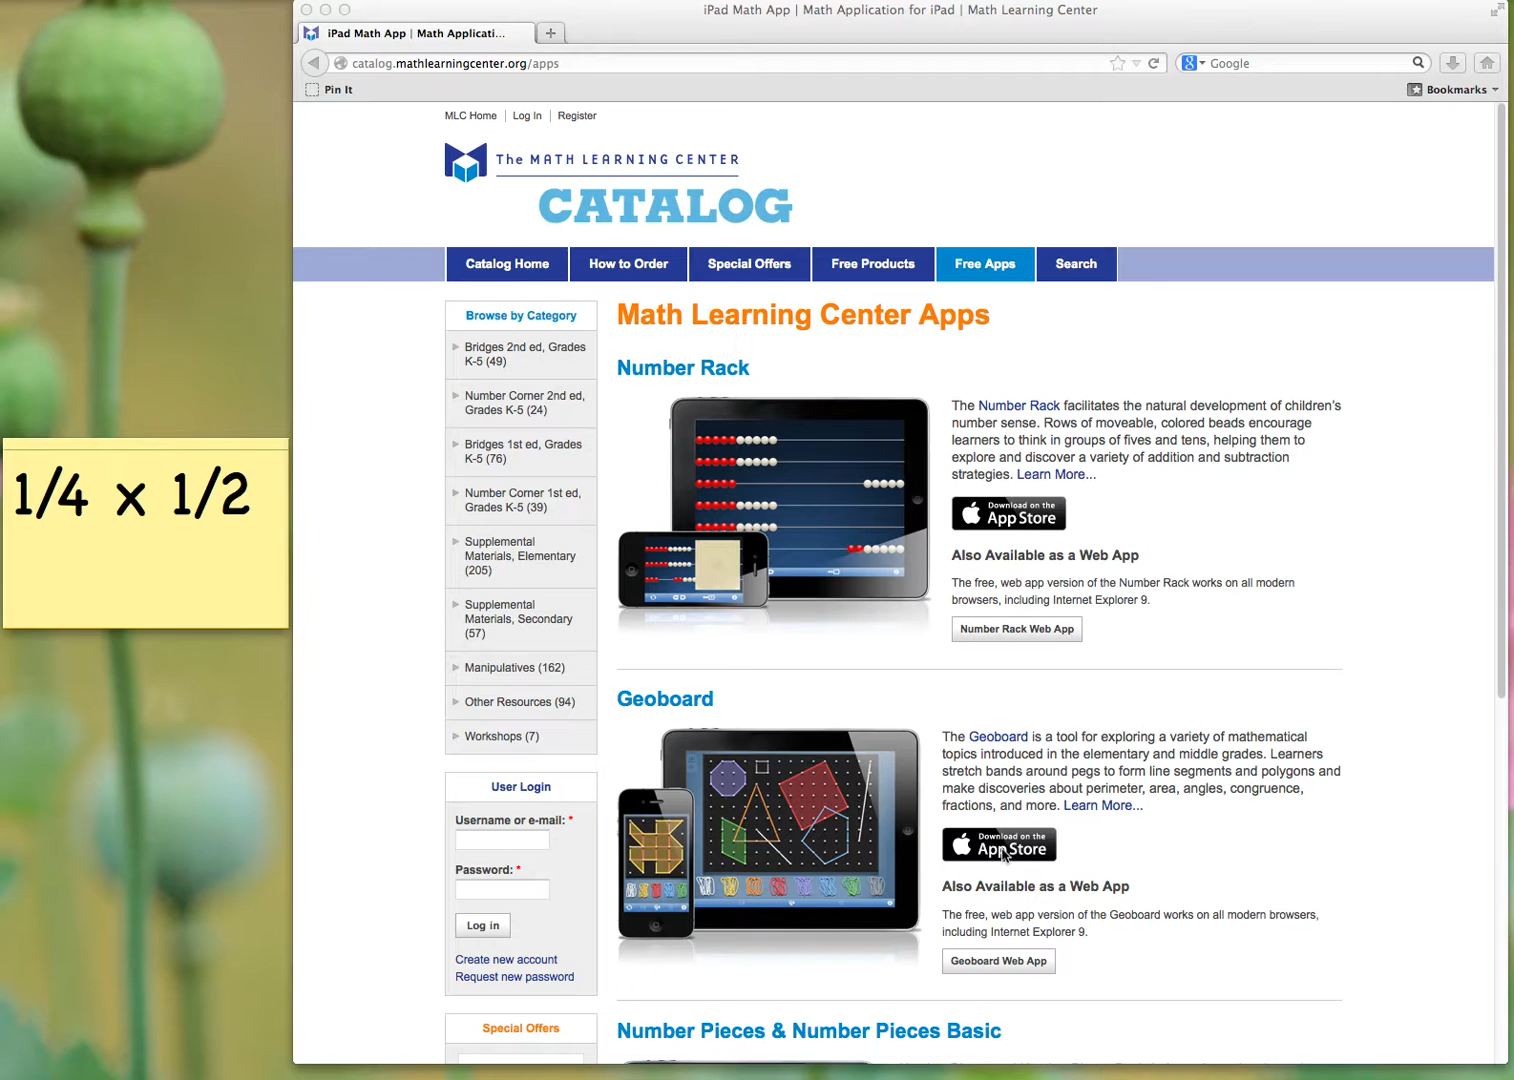 iPad Math App | Math Application for iPad | Math Learning Center
iPad Math App | Math Applicati...
catalog.mathlearningcenter.org/apps
Google
Pin It
Bookmarks
MLC Home | Log In | Register
The MATH LEARNING CENTER
CATALOG
Catalog Home
How to Order
Special Offers
Free Products
Free Apps
Search
1/4 x 1/2
Browse by Category
Bridges 2nd ed, Grades
K-5 (49)
Number Corner 2nd ed,
Grades K-5 (24)
Bridges 1st ed, Grades
K-5 (76)
Number Corner 1st ed,
Grades K-5 (39)
Supplemental
Materials, Elementary
(205)
Supplemental
Materials, Secondary
(57)
Manipulatives (162)
Other Resources (94)
Workshops (7)
User Login
Username or e-mail: *
Password: *
Log in
Create new account
Request new password
Special Offers
Math Learning Center Apps
Number Rack
The Number Rack facilitates the natural development of children's
number sense. Rows of moveable, colored beads encourage
learners to think in groups of fives and tens, helping them to
explore and discover a variety of addition and subtraction
strategies. Learn More...
Download on the
App Store
Also Available as a Web App
The free, web app version of the Number Rack works on all modern
browsers, including Internet Explorer 9.
Number Rack Web App
Geoboard
The Geoboard is a tool for exploring a variety of mathematical
topics introduced in the elementary and middle grades. Learners
stretch bands around pegs to form line segments and polygons and
make discoveries about perimeter, area, angles, congruence,
fractions, and more. Learn More...
Download on the
App Store
Also Available as a Web App
The free, web app version of the Geoboard works on all modern browsers,
including Internet Explorer 9.
Geoboard Web App
Number Pieces & Number Pieces Basic